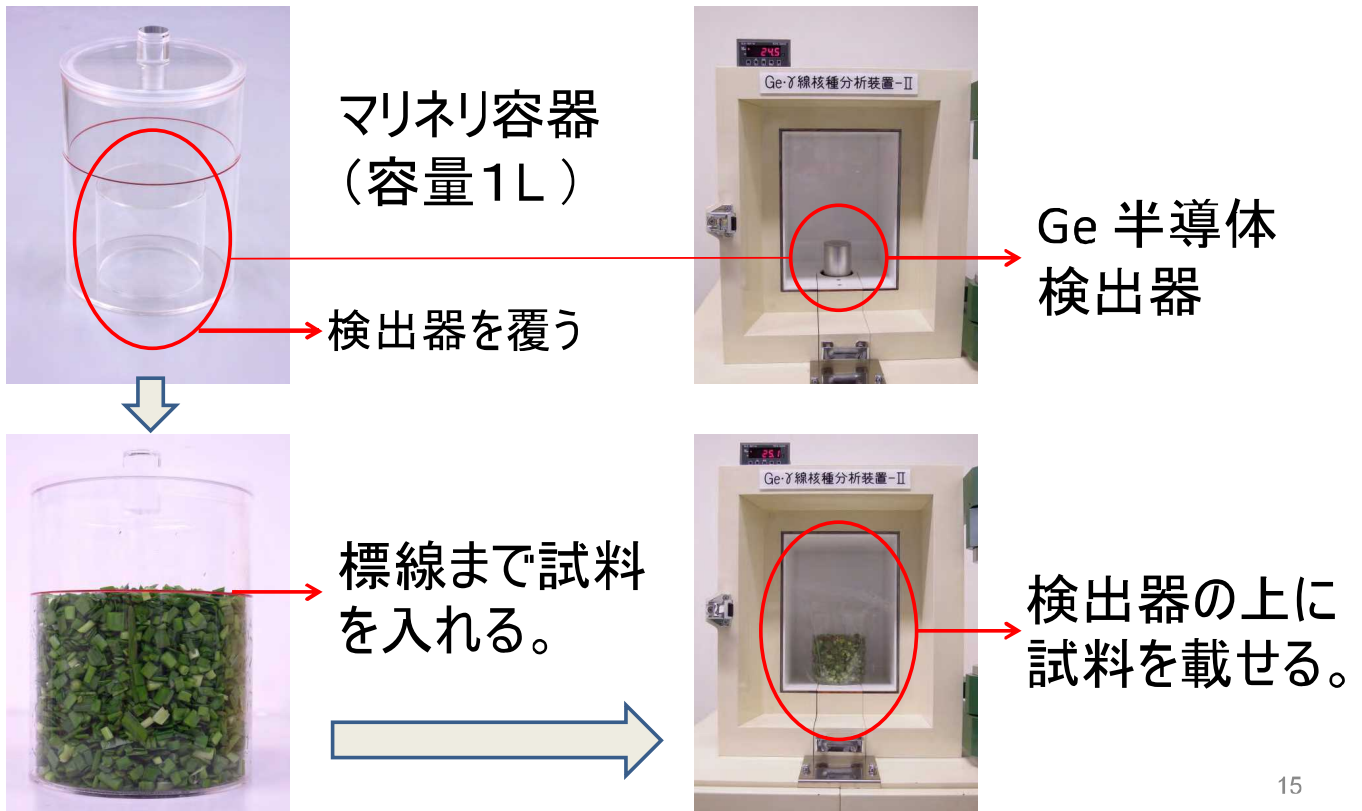 マリネリ容器
（容量１Ｌ）
24.5
Ge･γ線核種分析装置-Ⅱ
Ge 半導体
検出器
検出器を覆う
標線まで試料
を入れる。
25.1
Ge･γ線核種分析装置-Ⅱ
検出器の上に
試料を載せる。
15